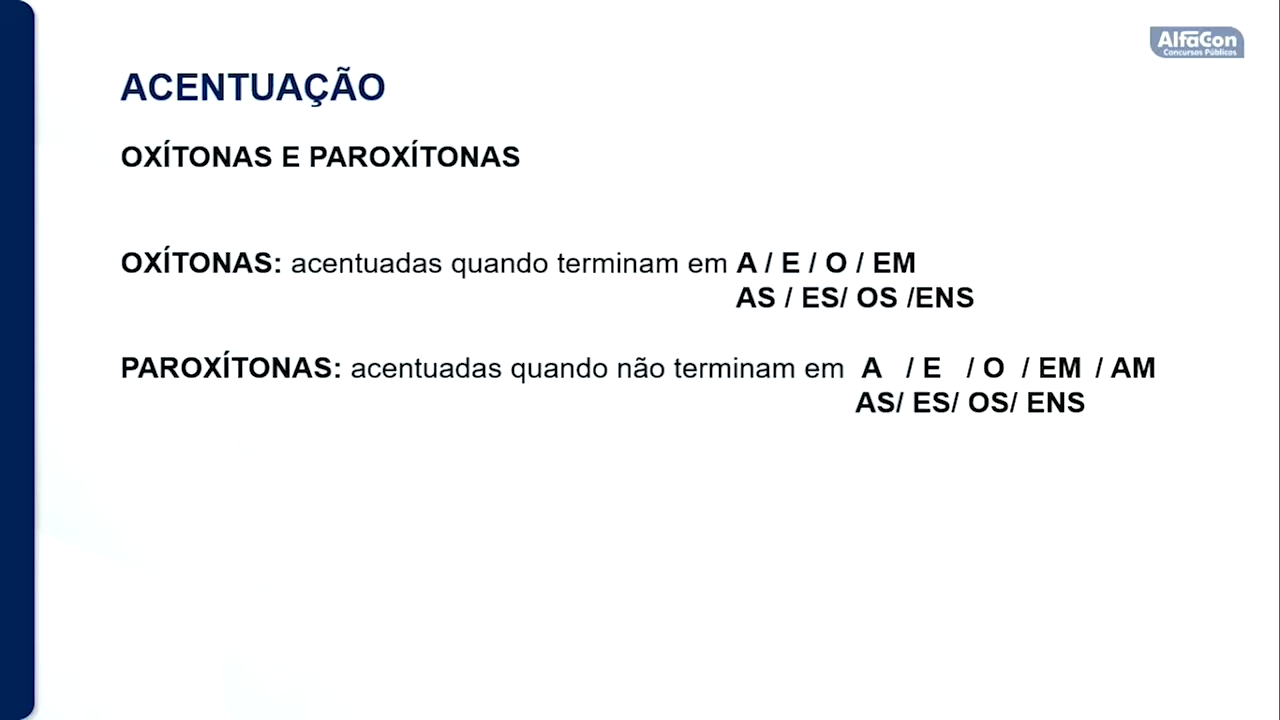 AlfaCon
Concursos Públicos
ACENTUAÇÃO
OXÍTONAS E PAROXÍTONAS
OXÍTONAS: acentuadas quando terminam em A / E / O / EM
AS / ES/ OS /ENS
PAROXÍTONAS: acentuadas quando não terminam em A / E / O / EM / AM
AS/ ES/ OS/ ENS